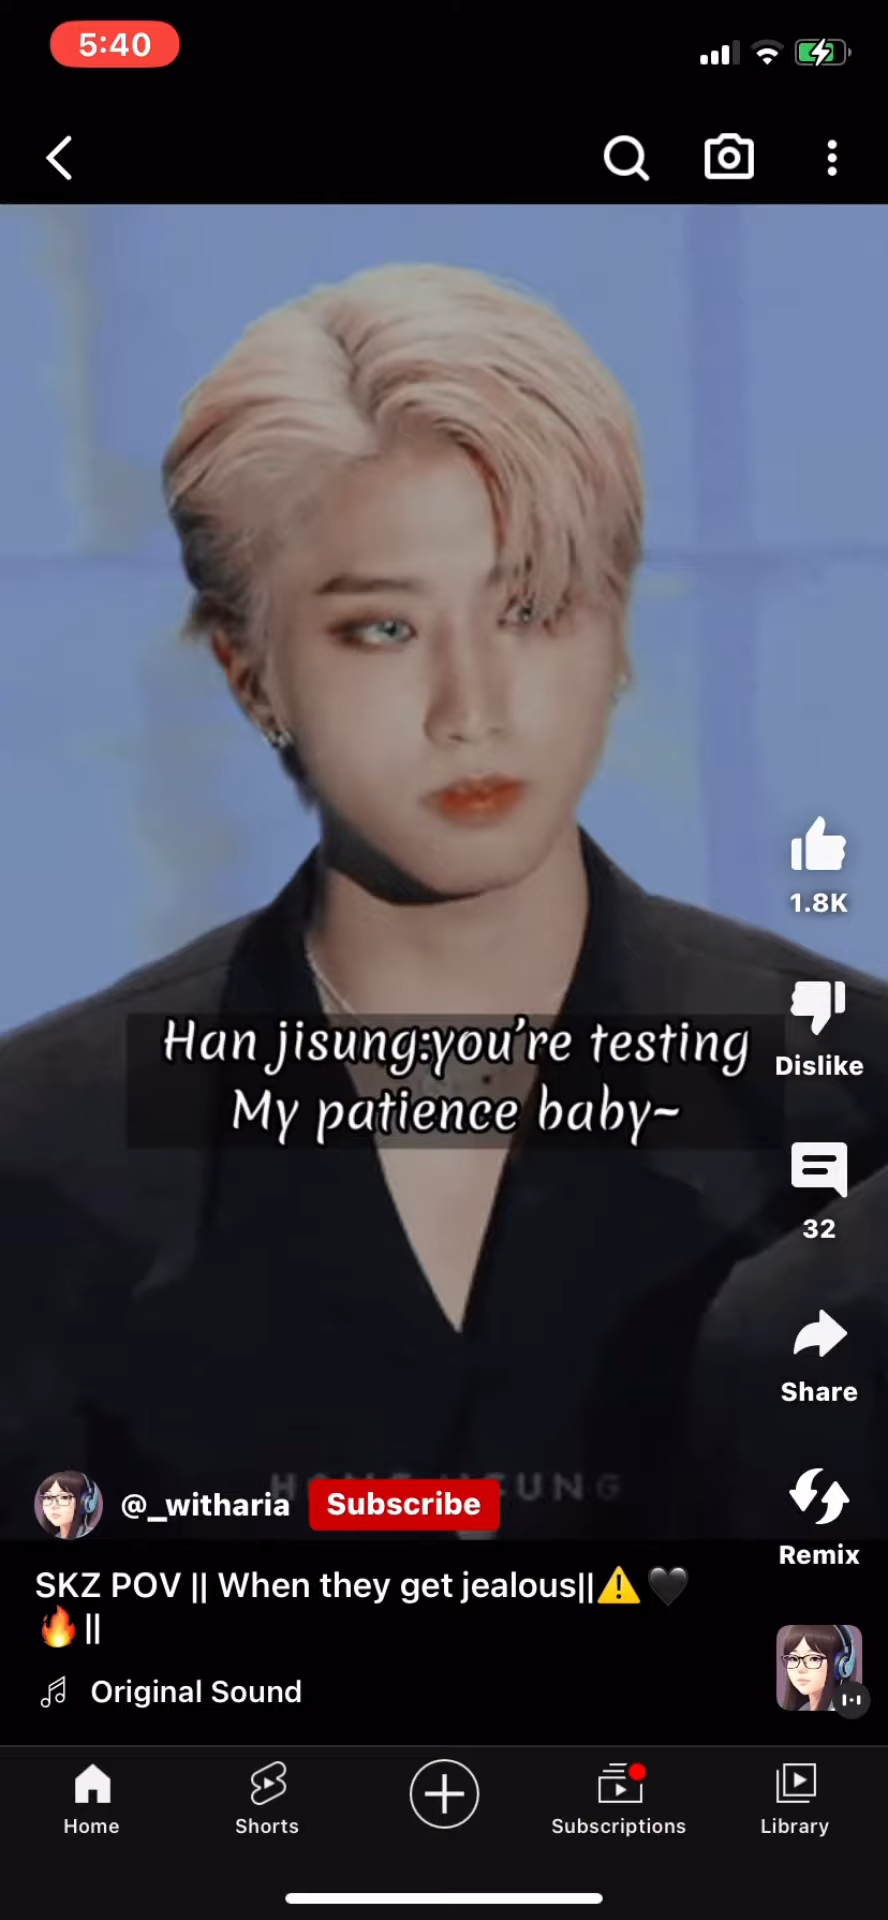 5:40
Han jisung:you're testing
My patience baby~
@_witharia
Subscribe
SKZ POV || When they get jealous||⚠️🖤
🔥||
Original Sound
1.8K
Dislike
32
Share
Remix
Home
Shorts
Subscriptions
Library